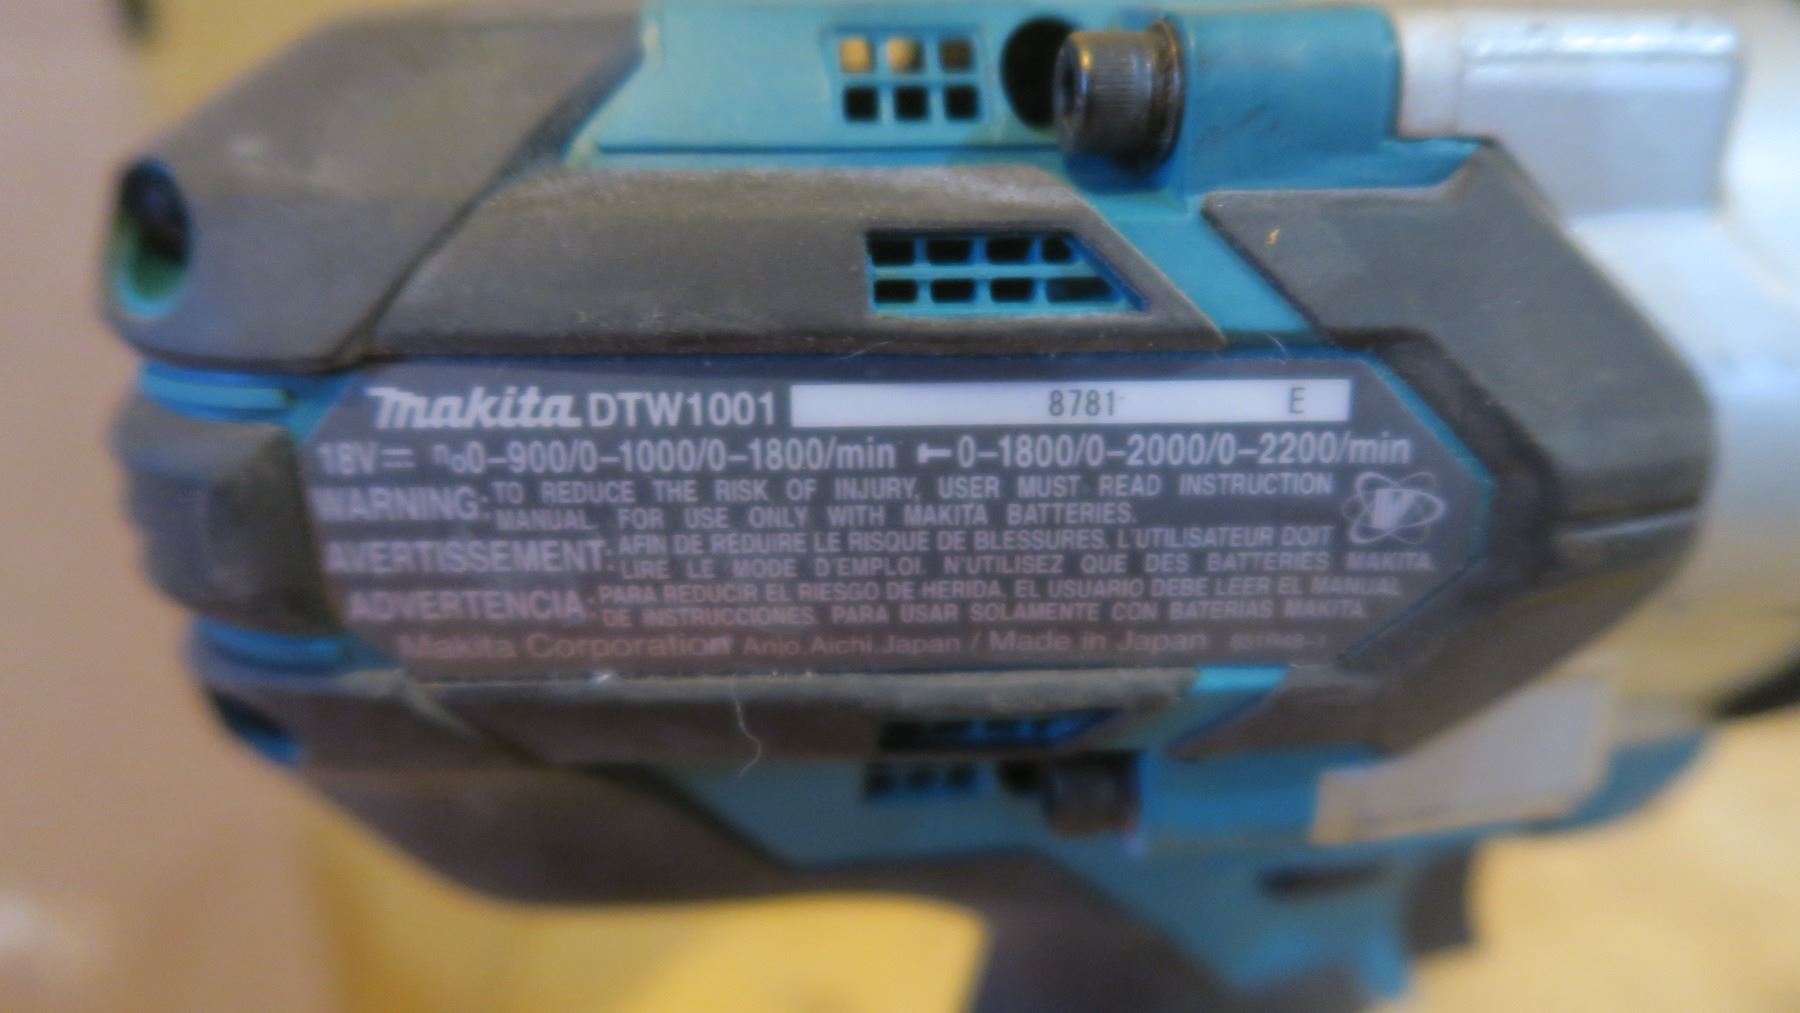 makita DTW1001 8781 E
18V⎓ n₀0–900/0–1000/0–1800/min 0–1800/0–2000/0–2200/min
WARNING: TO REDUCE THE RISK OF INJURY, USER MUST READ INSTRUCTION
MANUAL. FOR USE ONLY WITH MAKITA BATTERIES.
AVERTISSEMENT: AFIN DE REDUIRE LE RISQUE DE BLESSURES, L'UTILISATEUR DOIT
LIRE LE MODE D'EMPLOI. N'UTILISEZ QUE DES BATTERIES MAKITA.
ADVERTENCIA: PARA REDUCIR EL RIESGO DE HERIDA, EL USUARIO DEBE LEER EL MANUAL
DE INSTRUCCIONES. PARA USAR SOLAMENTE CON BATERIAS MAKITA.
Makita Corporation Anjo, Aichi, Japan / Made in Japan